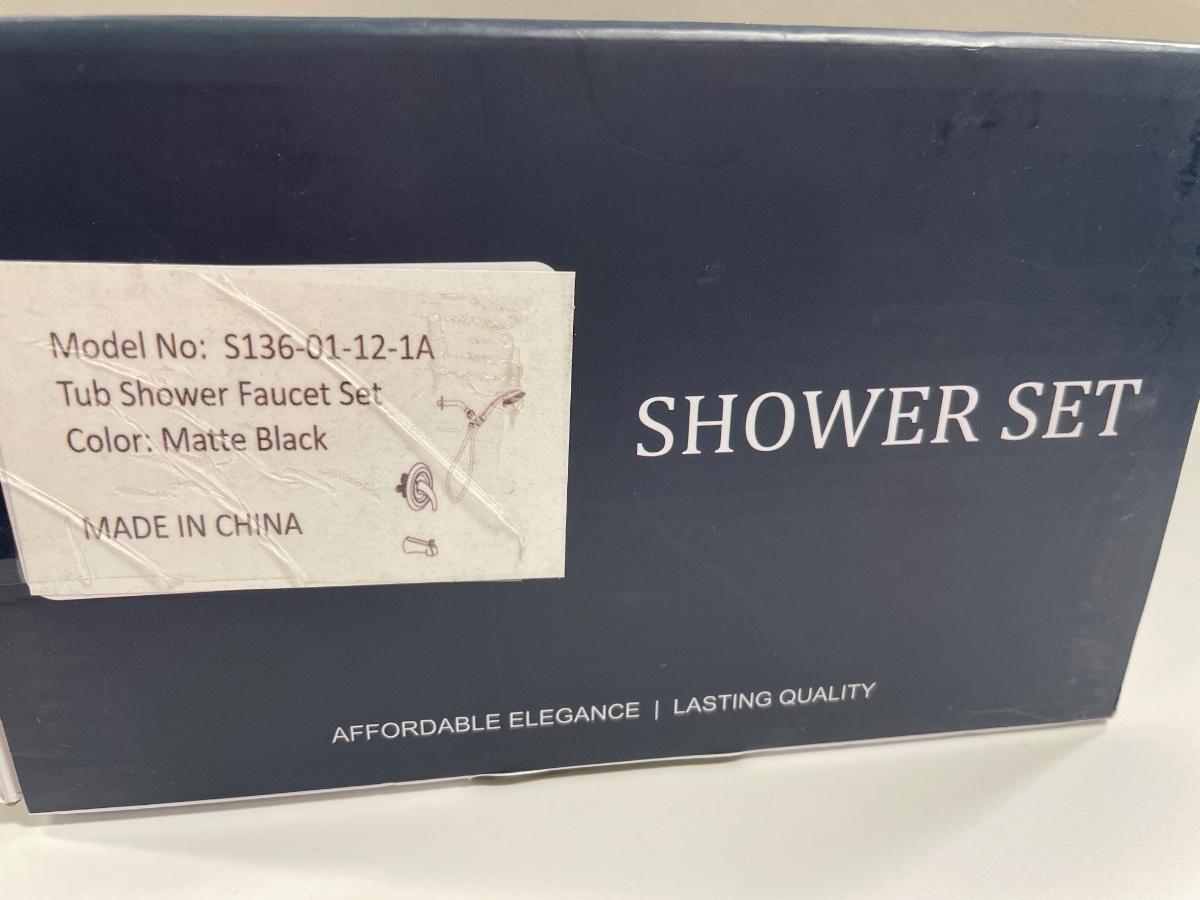 Model No: S136-01-12-1A
Tub Shower Faucet Set
Color: Matte Black
MADE IN CHINA
SHOWER SET
AFFORDABLE ELEGANCE | LASTING QUALITY